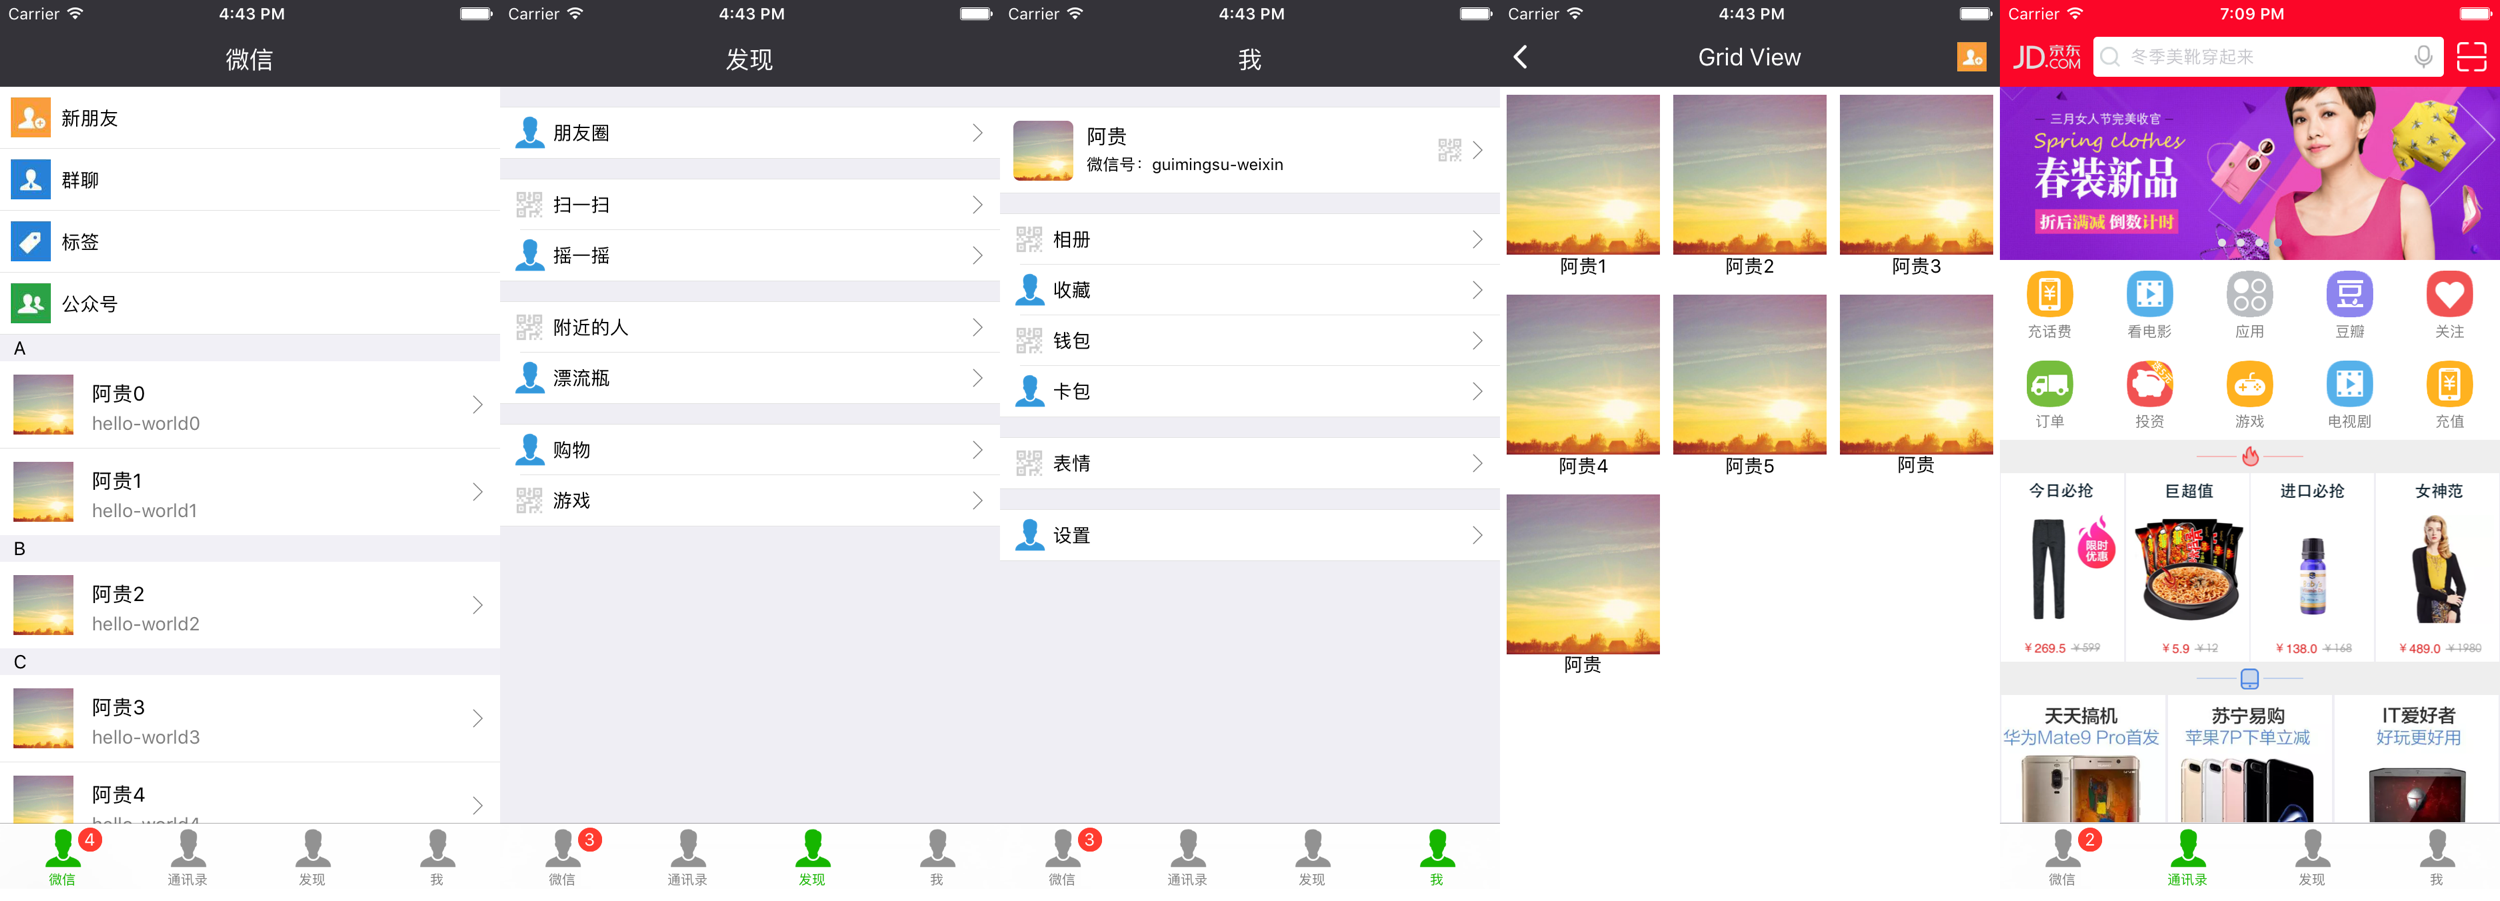 Carrier 4:43 PM
微信
新朋友
群聊
标签
公众号
A
阿贵0
hello-world0
阿贵1
hello-world1
B
阿贵2
hello-world2
C
阿贵3
hello-world3
阿贵4
hello-world4
4
微信 通讯录 发现 我
Carrier 4:43 PM
发现
朋友圈
扫一扫
摇一摇
附近的人
漂流瓶
购物
游戏
3
微信 通讯录 发现 我
Carrier 4:43 PM
我
阿贵
微信号：guimingsu-weixin
相册
收藏
钱包
卡包
表情
设置
3
微信 通讯录 发现 我
Carrier 4:43 PM
Grid View
阿贵1 阿贵2 阿贵3
阿贵4 阿贵5 阿贵
阿贵
Carrier 7:09 PM
JD.COM 京东 冬季美靴穿起来
三月女人节完美收官
Spring clothes
春装新品
折后满减 倒数计时
充话费 看电影 应用 豆瓣 关注
订单 投资 游戏 电视剧 充值
今日必抢 巨超值 进口必抢 女神范
限时
优惠
¥269.5 ¥599 ¥5.9 ¥12 ¥138.0 ¥168 ¥489.0 ¥1980
天天搞机 苏宁易购 IT爱好者
华为Mate9 Pro首发 苹果7P下单立减 好玩更好用
2
微信 通讯录 发现 我